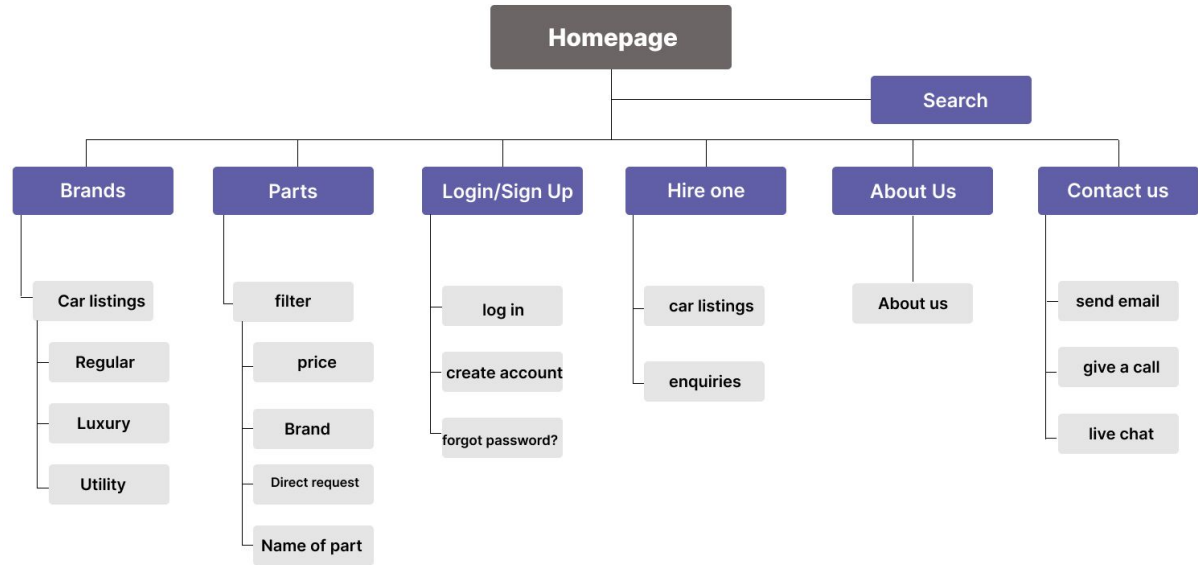 Homepage
Search
Brands
Parts
Login/Sign Up
Hire one
About Us
Contact us
Car listings
Regular
Luxury
Utility
filter
price
Brand
Direct request
Name of part
log in
create account
forgot password?
car listings
enquiries
About us
send email
give a call
live chat